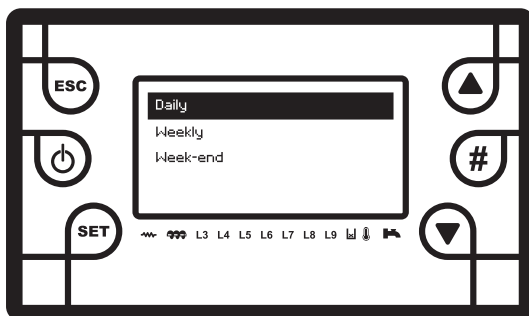 ESC
Daily
Weekly
Week-end
#
SET
L3 L4 L5 L6 L7 L8 L9